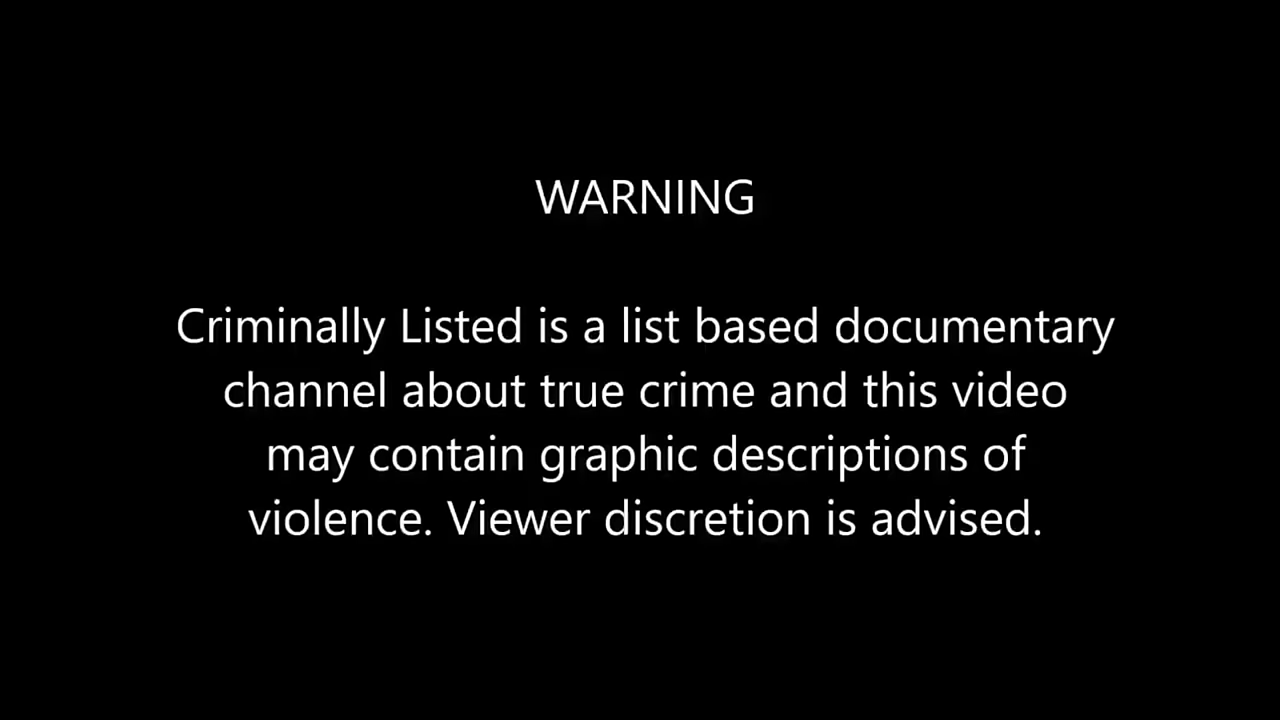 WARNING
Criminally Listed is a list based documentary
channel about true crime and this video
may contain graphic descriptions of
violence. Viewer discretion is advised.